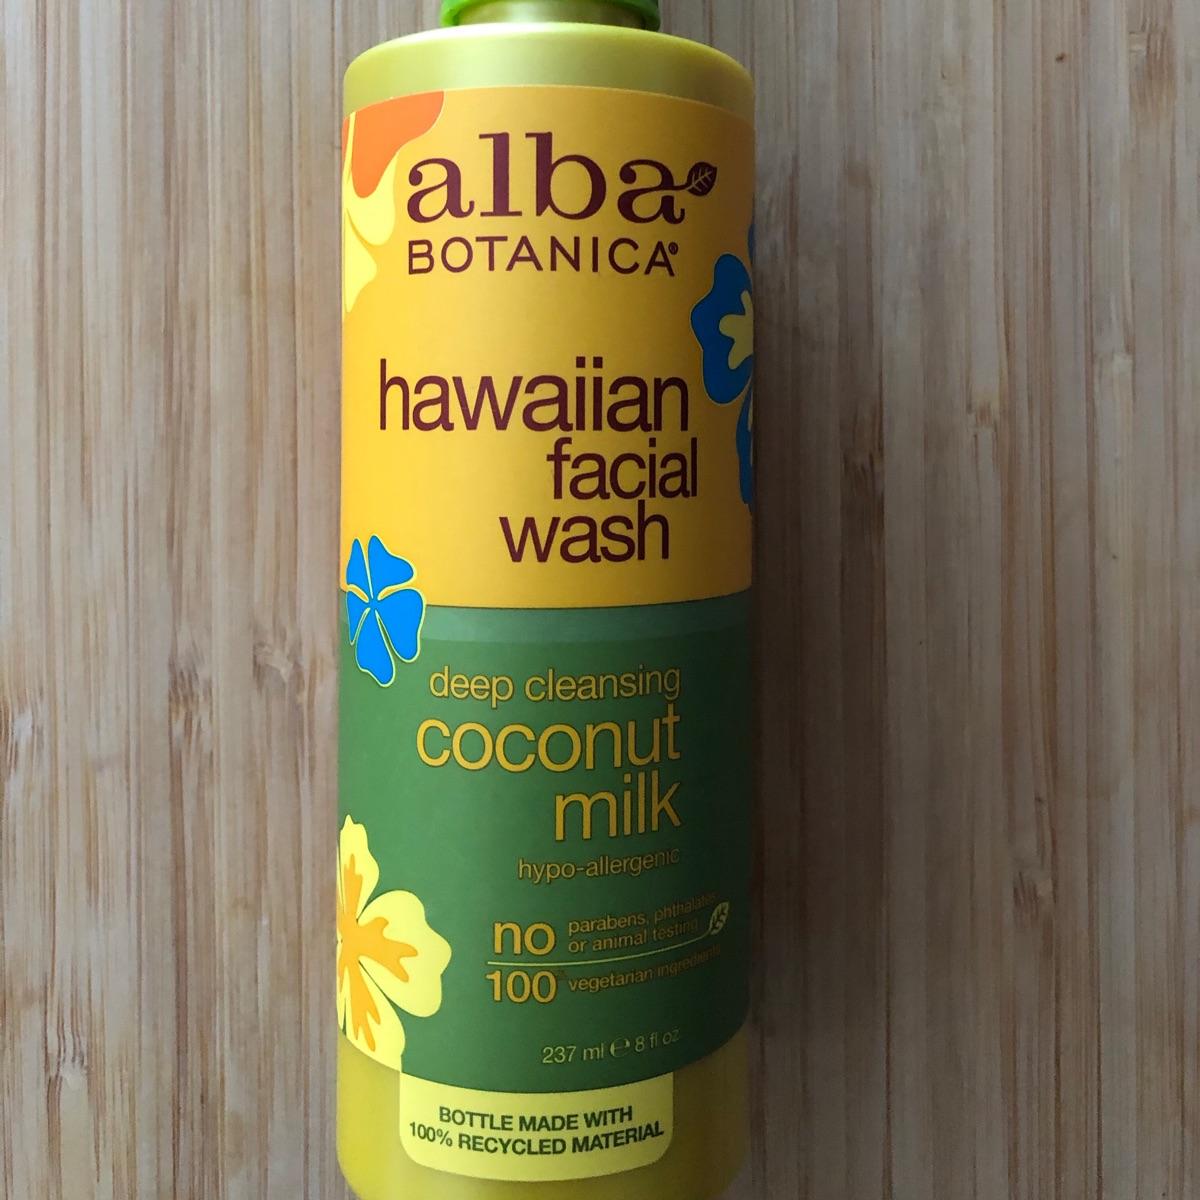 alba
BOTANICA®
hawaiian
facial
wash
deep cleansing
coconut
milk
hypo-allergenic
no parabens, phthalates
or animal testing
100% vegetarian ingredients
237 ml ℮ 8 fl oz
BOTTLE MADE WITH
100% RECYCLED MATERIAL